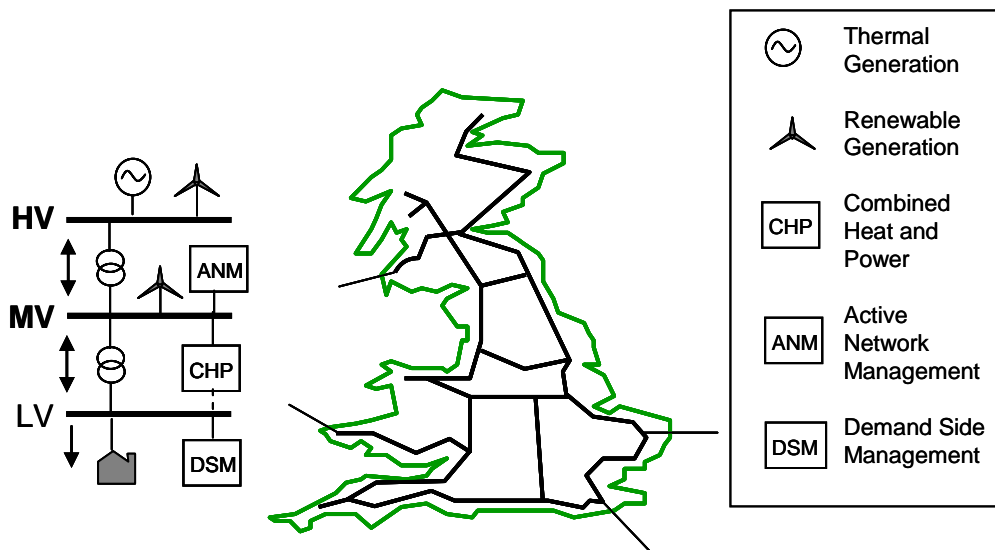 HV
ANM
MV
CHP
LV
DSM
Thermal
Generation
Renewable
Generation
CHP
Combined
Heat and
Power
ANM
Active
Network
Management
DSM
Demand Side
Management